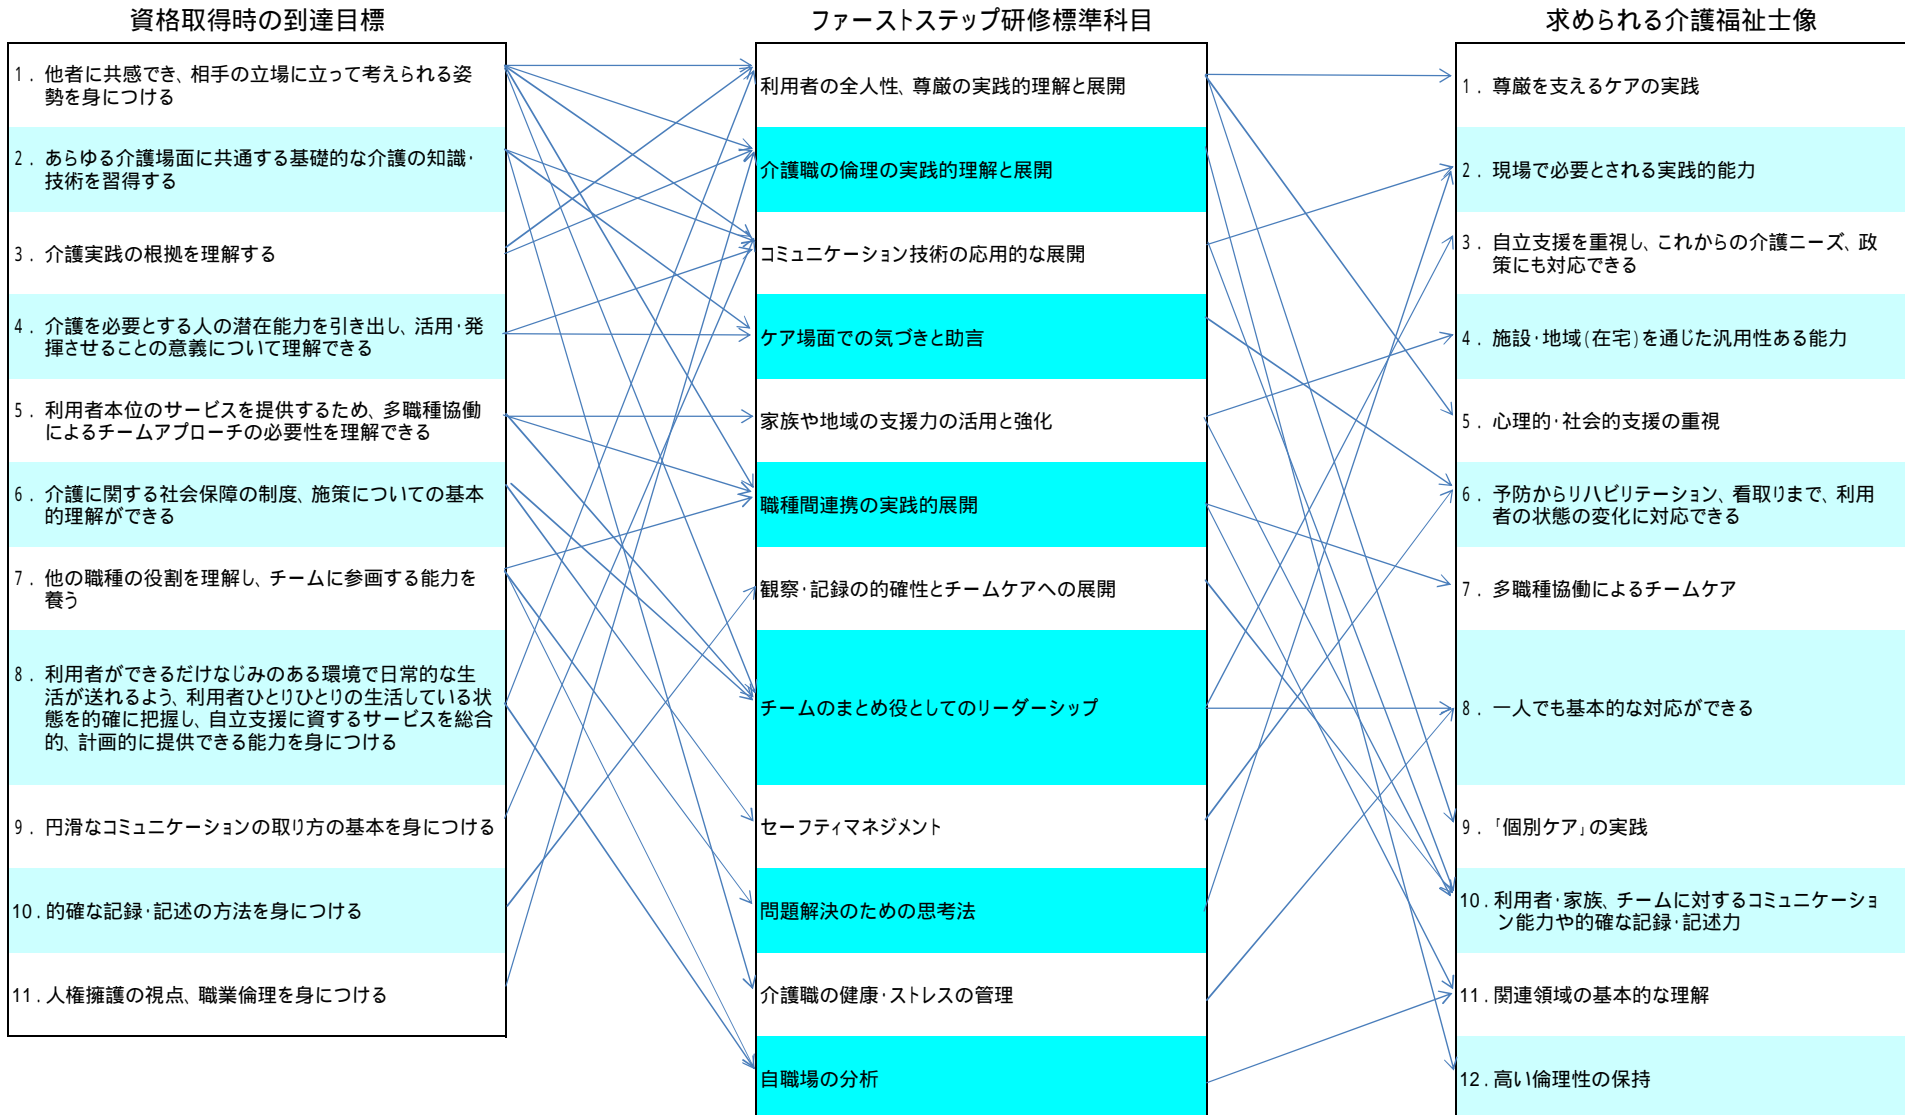 資格取得時の到達目標
1. 他者に共感でき、相手の立場に立って考えられる姿
勢を身につける
2. あらゆる介護場面に共通する基礎的な介護の知識・
技術を習得する
3. 介護実践の根拠を理解する
4. 介護を必要とする人の潜在能力を引き出し、活用・発
揮させることの意義について理解できる
5. 利用者本位のサービスを提供するため、多職種協働
によるチームアプローチの必要性を理解できる
6. 介護に関する社会保障の制度、施策についての基本
的理解ができる
7. 他の職種の役割を理解し、チームに参画する能力を
養う
8. 利用者ができるだけなじみのある環境で日常的な生
活が送れるよう、利用者ひとりひとりの生活している状
態を的確に把握し、自立支援に資するサービスを総合
的、計画的に提供できる能力を身につける
9. 円滑なコミュニケーションの取り方の基本を身につける
10. 的確な記録・記述の方法を身につける
11. 人権擁護の視点、職業倫理を身につける
ファーストステップ研修標準科目
利用者の全人性、尊厳の実践的理解と展開
介護職の倫理の実践的理解と展開
コミュニケーション技術の応用的な展開
ケア場面での気づきと助言
家族や地域の支援力の活用と強化
職種間連携の実践的展開
観察・記録の的確性とチームケアへの展開
チームのまとめ役としてのリーダーシップ
セーフティマネジメント
問題解決のための思考法
介護職の健康・ストレスの管理
自職場の分析
求められる介護福祉士像
1. 尊厳を支えるケアの実践
2. 現場で必要とされる実践的能力
3. 自立支援を重視し、これからの介護ニーズ、政
策にも対応できる
4. 施設・地域(在宅)を通じた汎用性ある能力
5. 心理的・社会的支援の重視
6. 予防からリハビリテーション、看取りまで、利用
者の状態の変化に対応できる
7. 多職種協働によるチームケア
8. 一人でも基本的な対応ができる
9. 「個別ケア」の実践
10. 利用者・家族、チームに対するコミュニケーショ
ン能力や的確な記録・記述力
11. 関連領域の基本的な理解
12. 高い倫理性の保持